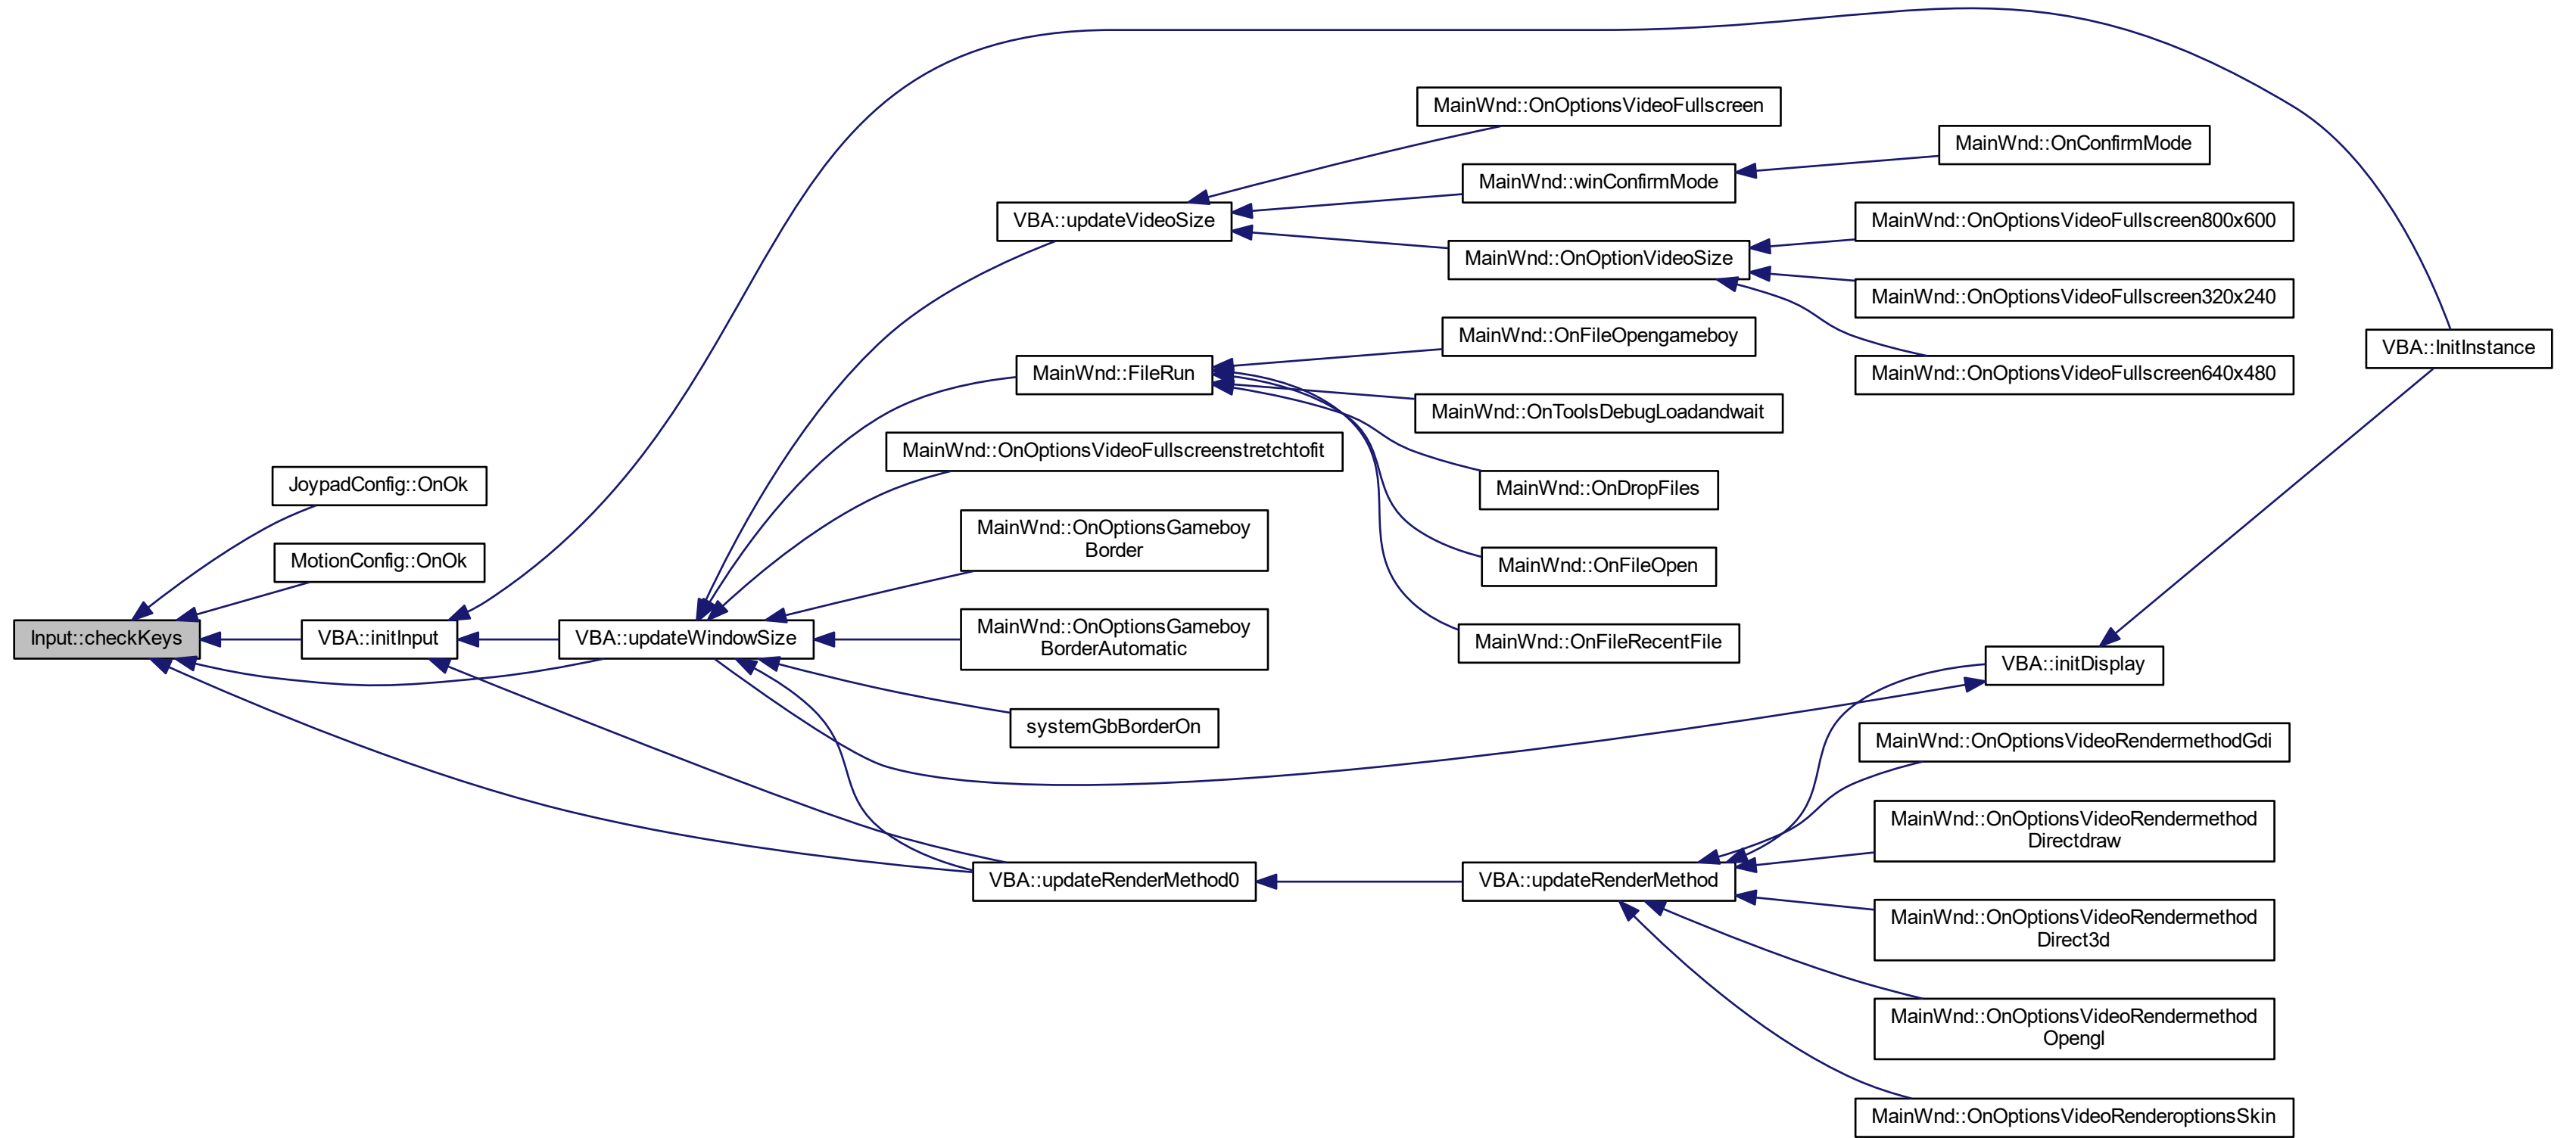 MainWnd::OnOptionsVideoFullscreen
MainWnd::OnConfirmMode
MainWnd::winConfirmMode
VBA::updateVideoSize
MainWnd::OnOptionsVideoFullscreen800x600
MainWnd::OnOptionVideoSize
MainWnd::OnOptionsVideoFullscreen320x240
MainWnd::OnFileOpengameboy
VBA::InitInstance
MainWnd::FileRun
MainWnd::OnOptionsVideoFullscreen640x480
MainWnd::OnToolsDebugLoadandwait
MainWnd::OnOptionsVideoFullscreenstretchtofit
JoypadConfig::OnOk
MainWnd::OnDropFiles
MainWnd::OnOptionsGameboy
Border
MotionConfig::OnOk
MainWnd::OnFileOpen
Input::checkKeys
VBA::initInput
VBA::updateWindowSize
MainWnd::OnOptionsGameboy
BorderAutomatic
MainWnd::OnFileRecentFile
VBA::initDisplay
systemGbBorderOn
MainWnd::OnOptionsVideoRendermethodGdi
MainWnd::OnOptionsVideoRendermethod
Directdraw
VBA::updateRenderMethod0
VBA::updateRenderMethod
MainWnd::OnOptionsVideoRendermethod
Direct3d
MainWnd::OnOptionsVideoRendermethod
Opengl
MainWnd::OnOptionsVideoRenderoptionsSkin